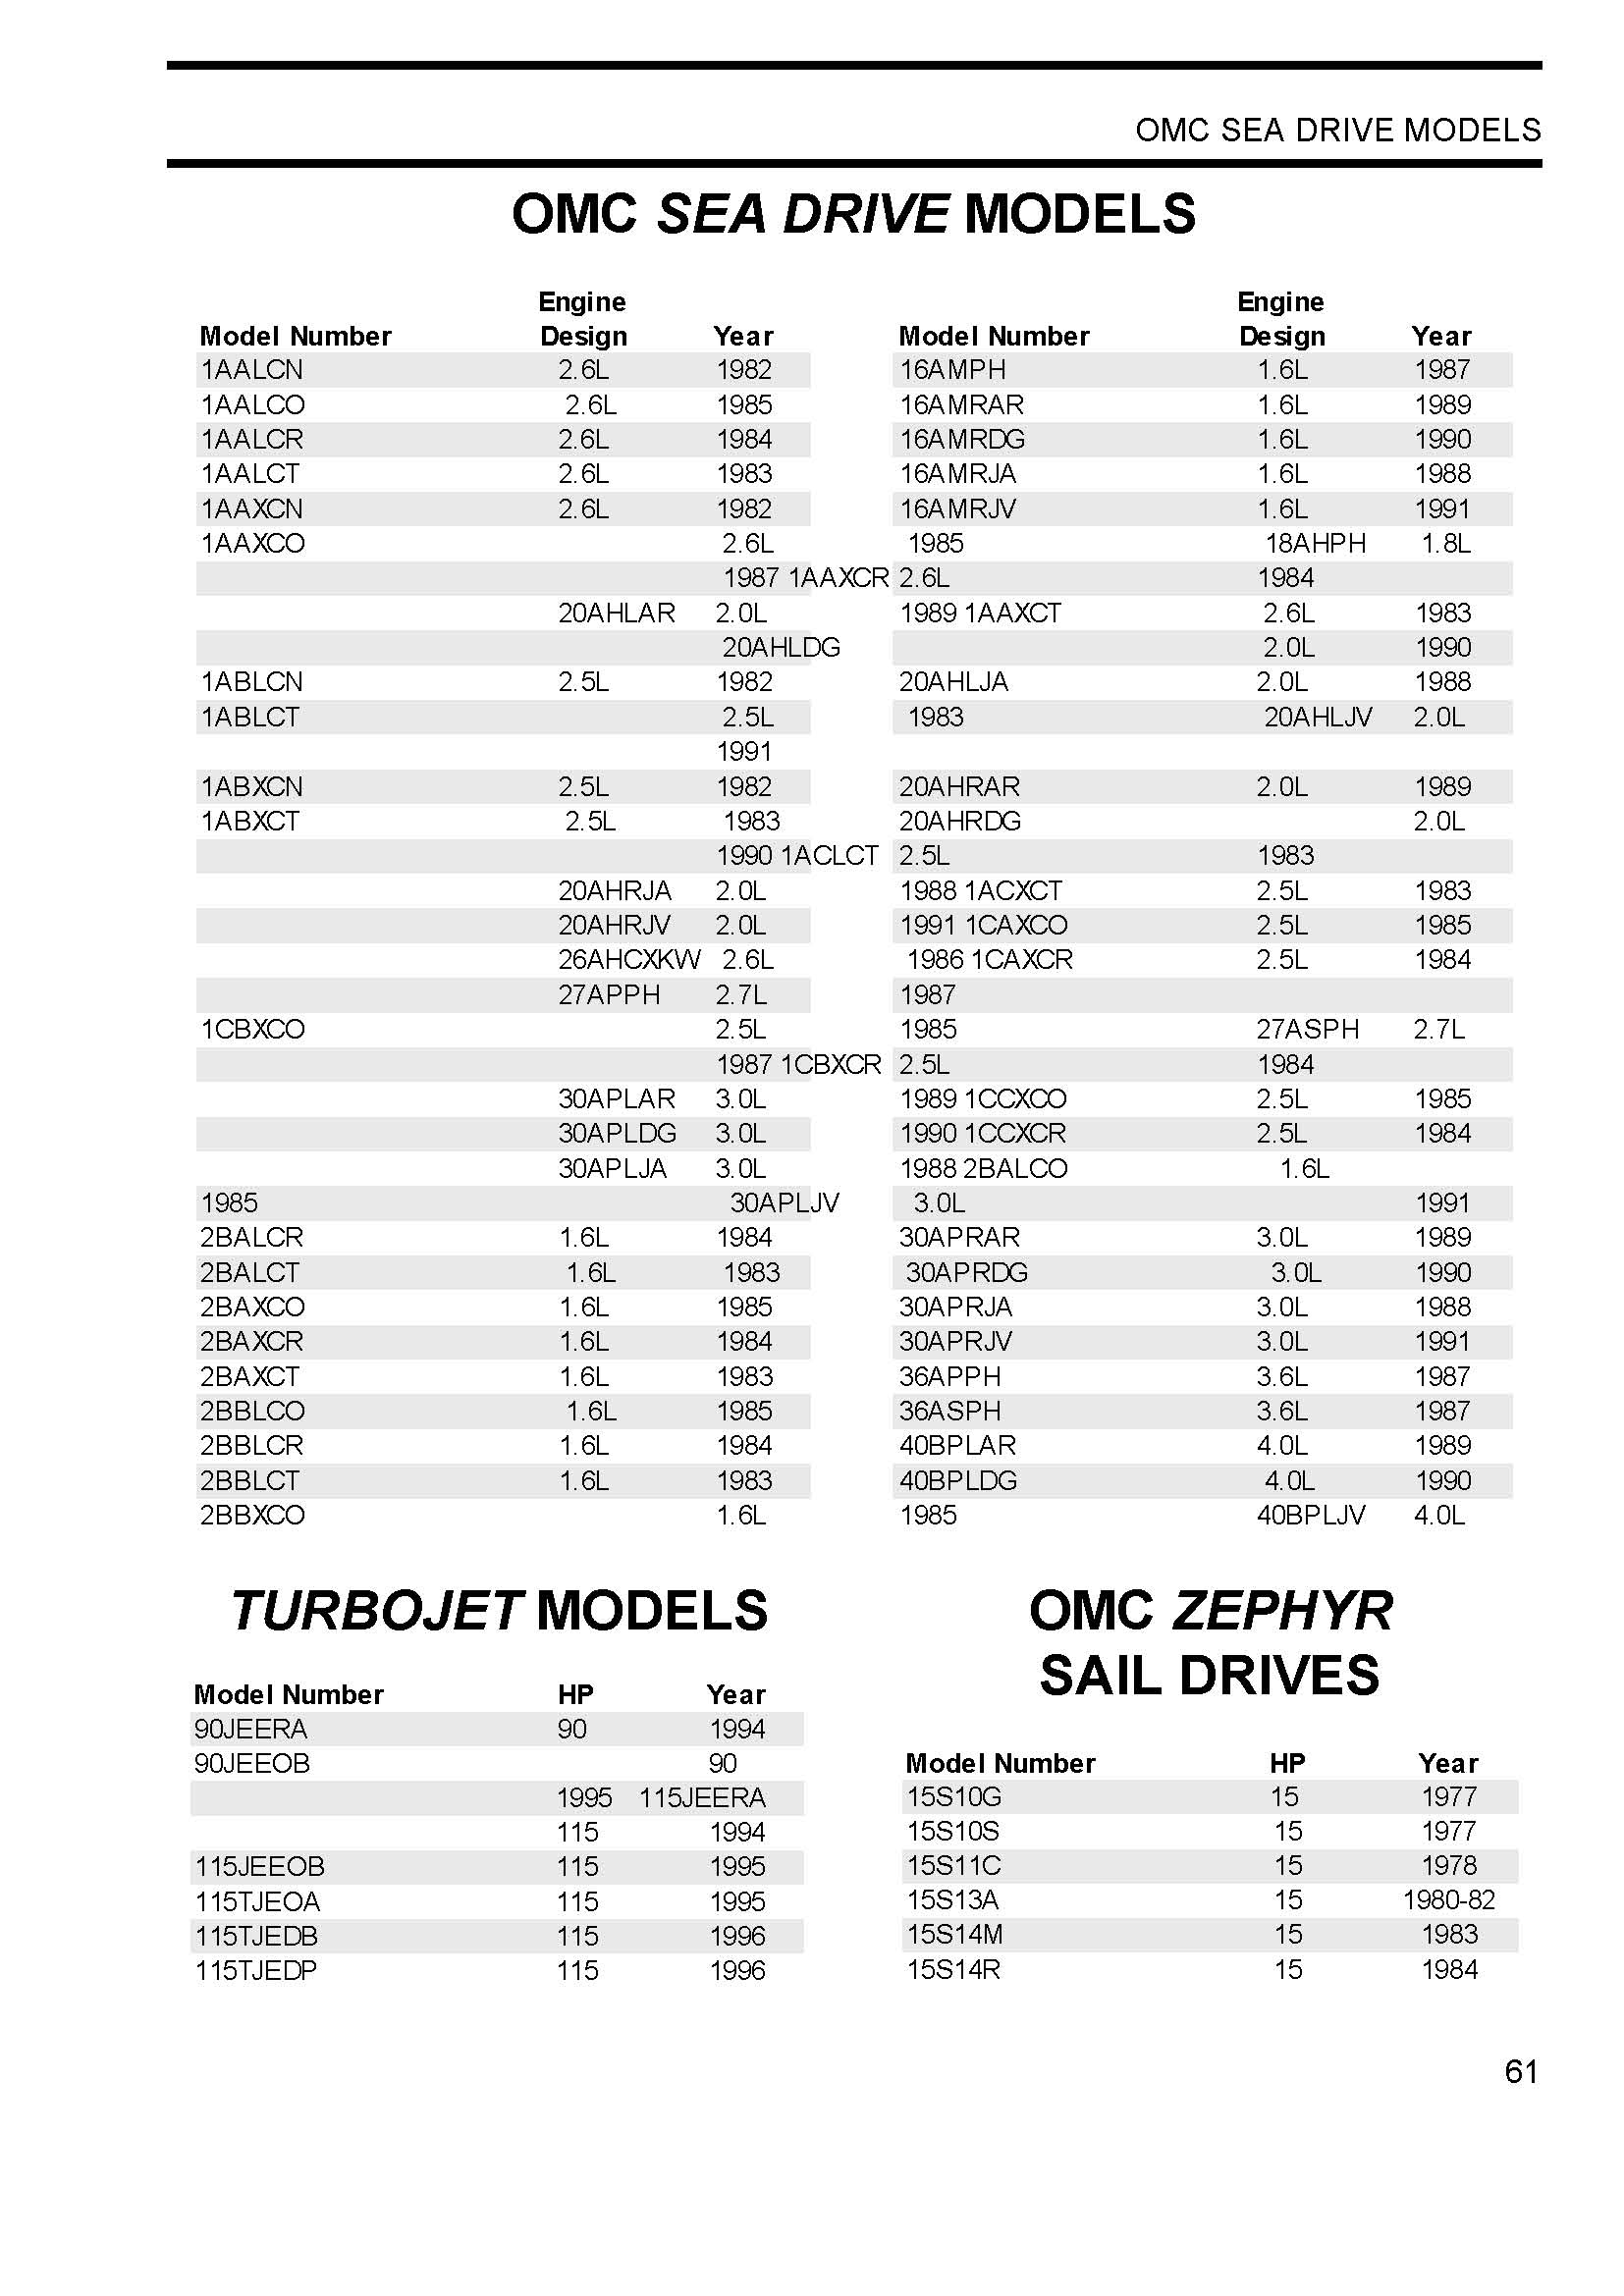 OMC SEA DRIVE MODELS
OMC SEA DRIVE MODELS
Engine Engine
Model Number Design Year Model Number Design Year
1AALCN 2.6L 1982 16AMPH 1.6L 1987
1AALCO 2.6L 1985 16AMRAR 1.6L 1989
1AALCR 2.6L 1984 16AMRDG 1.6L 1990
1AALCT 2.6L 1983 16AMRJA 1.6L 1988
1AAXCN 2.6L 1982 16AMRJV 1.6L 1991
1AAXCO 2.6L 1985 18AHPH 1.8L
1987 1AAXCR 2.6L 1984
20AHLAR 2.0L 1989 1AAXCT 2.6L 1983
20AHLDG 2.0L 1990
1ABLCN 2.5L 1982 20AHLJA 2.0L 1988
1ABLCT 2.5L 1983 20AHLJV 2.0L
1991
1ABXCN 2.5L 1982 20AHRAR 2.0L 1989
1ABXCT 2.5L 1983 20AHRDG 2.0L
1990 1ACLCT 2.5L 1983
20AHRJA 2.0L 1988 1ACXCT 2.5L 1983
20AHRJV 2.0L 1991 1CAXCO 2.5L 1985
26AHCXKW 2.6L 1986 1CAXCR 2.5L 1984
27APPH 2.7L 1987
1CBXCO 2.5L 1985 27ASPH 2.7L
1987 1CBXCR 2.5L 1984
30APLAR 3.0L 1989 1CCXCO 2.5L 1985
30APLDG 3.0L 1990 1CCXCR 2.5L 1984
30APLJA 3.0L 1988 2BALCO 1.6L
1985 30APLJV 3.0L 1991
2BALCR 1.6L 1984 30APRAR 3.0L 1989
2BALCT 1.6L 1983 30APRDG 3.0L 1990
2BAXCO 1.6L 1985 30APRJA 3.0L 1988
2BAXCR 1.6L 1984 30APRJV 3.0L 1991
2BAXCT 1.6L 1983 36APPH 3.6L 1987
2BBLCO 1.6L 1985 36ASPH 3.6L 1987
2BBLCR 1.6L 1984 40BPLAR 4.0L 1989
2BBLCT 1.6L 1983 40BPLDG 4.0L 1990
2BBXCO 1.6L 1985 40BPLJV 4.0L
TURBOJET MODELS
Model Number HP Year
90JEERA 90 1994
90JEEOB 90
1995 115JEERA
115 1994
115JEEOB 115 1995
115TJEOA 115 1995
115TJEDB 115 1996
115TJEDP 115 1996
OMC ZEPHYR
SAIL DRIVES
Model Number HP Year
15S10G 15 1977
15S10S 15 1977
15S11C 15 1978
15S13A 15 1980-82
15S14M 15 1983
15S14R 15 1984
61